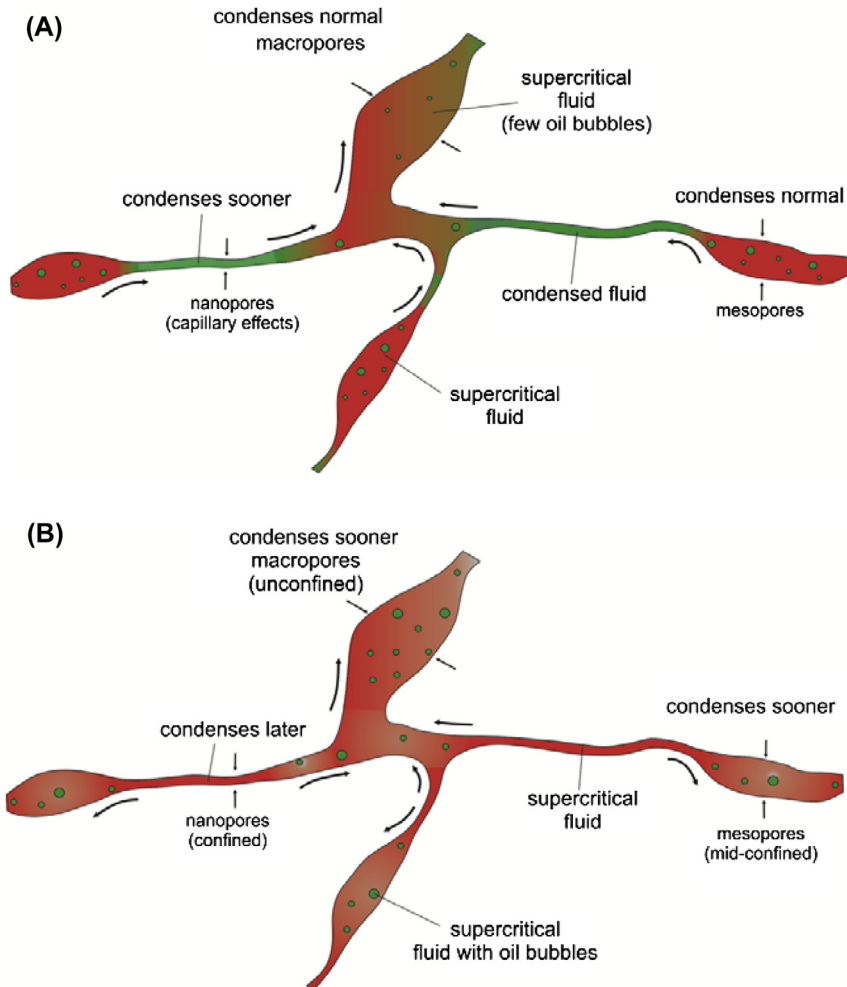 (A)
condenses normal
macropores
supercritical
fluid
(few oil bubbles)
condenses sooner
condenses normal
nanopores
(capillary effects)
condensed fluid
mesopores
supercritical
fluid
(B)
condenses sooner
macropores
(unconfined)
condenses later
condenses sooner
nanopores
(confined)
supercritical
fluid
mesopores
(mid-confined)
supercritical
fluid with oil bubbles